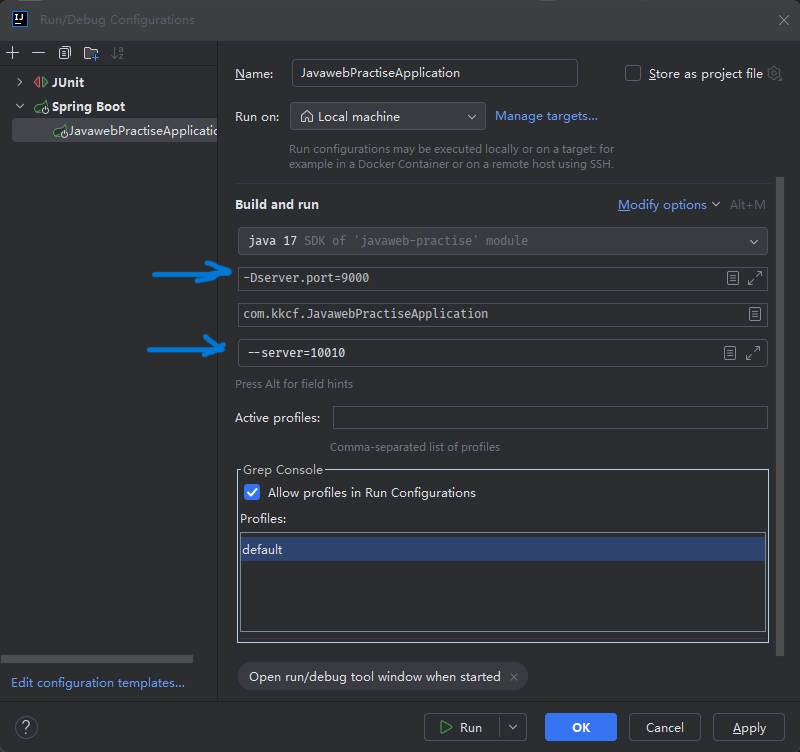 Run/Debug Configurations
JUnit
Spring Boot
JavawebPractiseApplicatio
Edit configuration templates...
Name:
JavawebPractiseApplication
Store as project file
Run on:
Local machine
Manage targets...
Run configurations may be executed locally or on a target: for
example in a Docker Container or on a remote host using SSH.
Build and run
Modify options
Alt+M
java 17 SDK of 'javaweb-practise' module
-Dserver.port=9000
com.kkcf.JavawebPractiseApplication
--server=10010
Press Alt for field hints
Active profiles:
Comma-separated list of profiles
Grep Console
Allow profiles in Run Configurations
Profiles:
default
Open run/debug tool window when started
?
Run
OK
Cancel
Apply